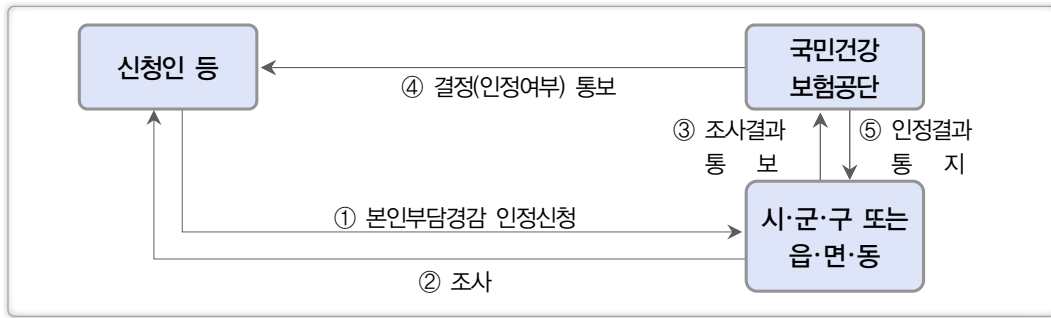 신청인 등
국민건강
보험공단
④ 결정(인정여부) 통보
③ 조사결과
통 보
⑤ 인정결과
통 지
① 본인부담경감 인정신청
시·군·구 또는
읍·면·동
② 조사